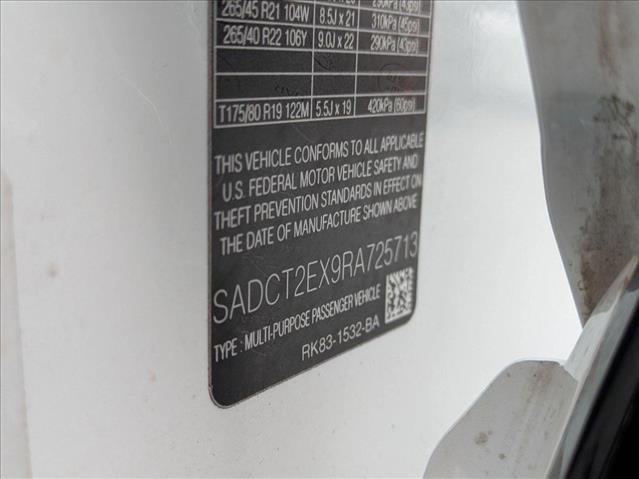 265/45 R21 104W 8.5J x 21 310kPa (45psi)
265/40 R22 106Y 9.0J x 22 290kPa (43psi)
T175/80 R19 122M 5.5J x 19 420kPa (60psi)
THIS VEHICLE CONFORMS TO ALL APPLICABLE
U.S. FEDERAL MOTOR VEHICLE SAFETY AND
THEFT PREVENTION STANDARDS IN EFFECT ON
THE DATE OF MANUFACTURE SHOWN ABOVE
SADCT2EX9RA725713
TYPE : MULTI-PURPOSE PASSENGER VEHICLE
RK83-1532-BA